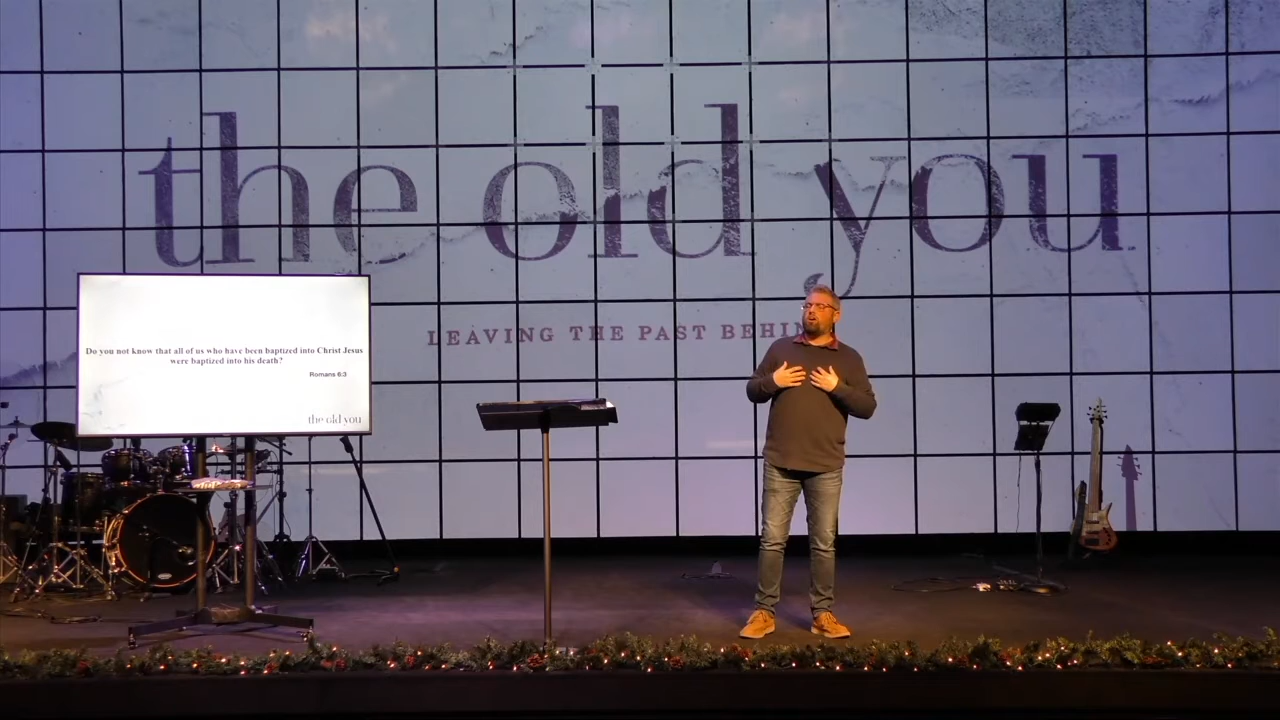 the old you
LEAVING THE PAST BEHIN
Do you not know that all of us who have been baptized into Christ Jesus
were baptized into his death?
Romans 6:3
the old you